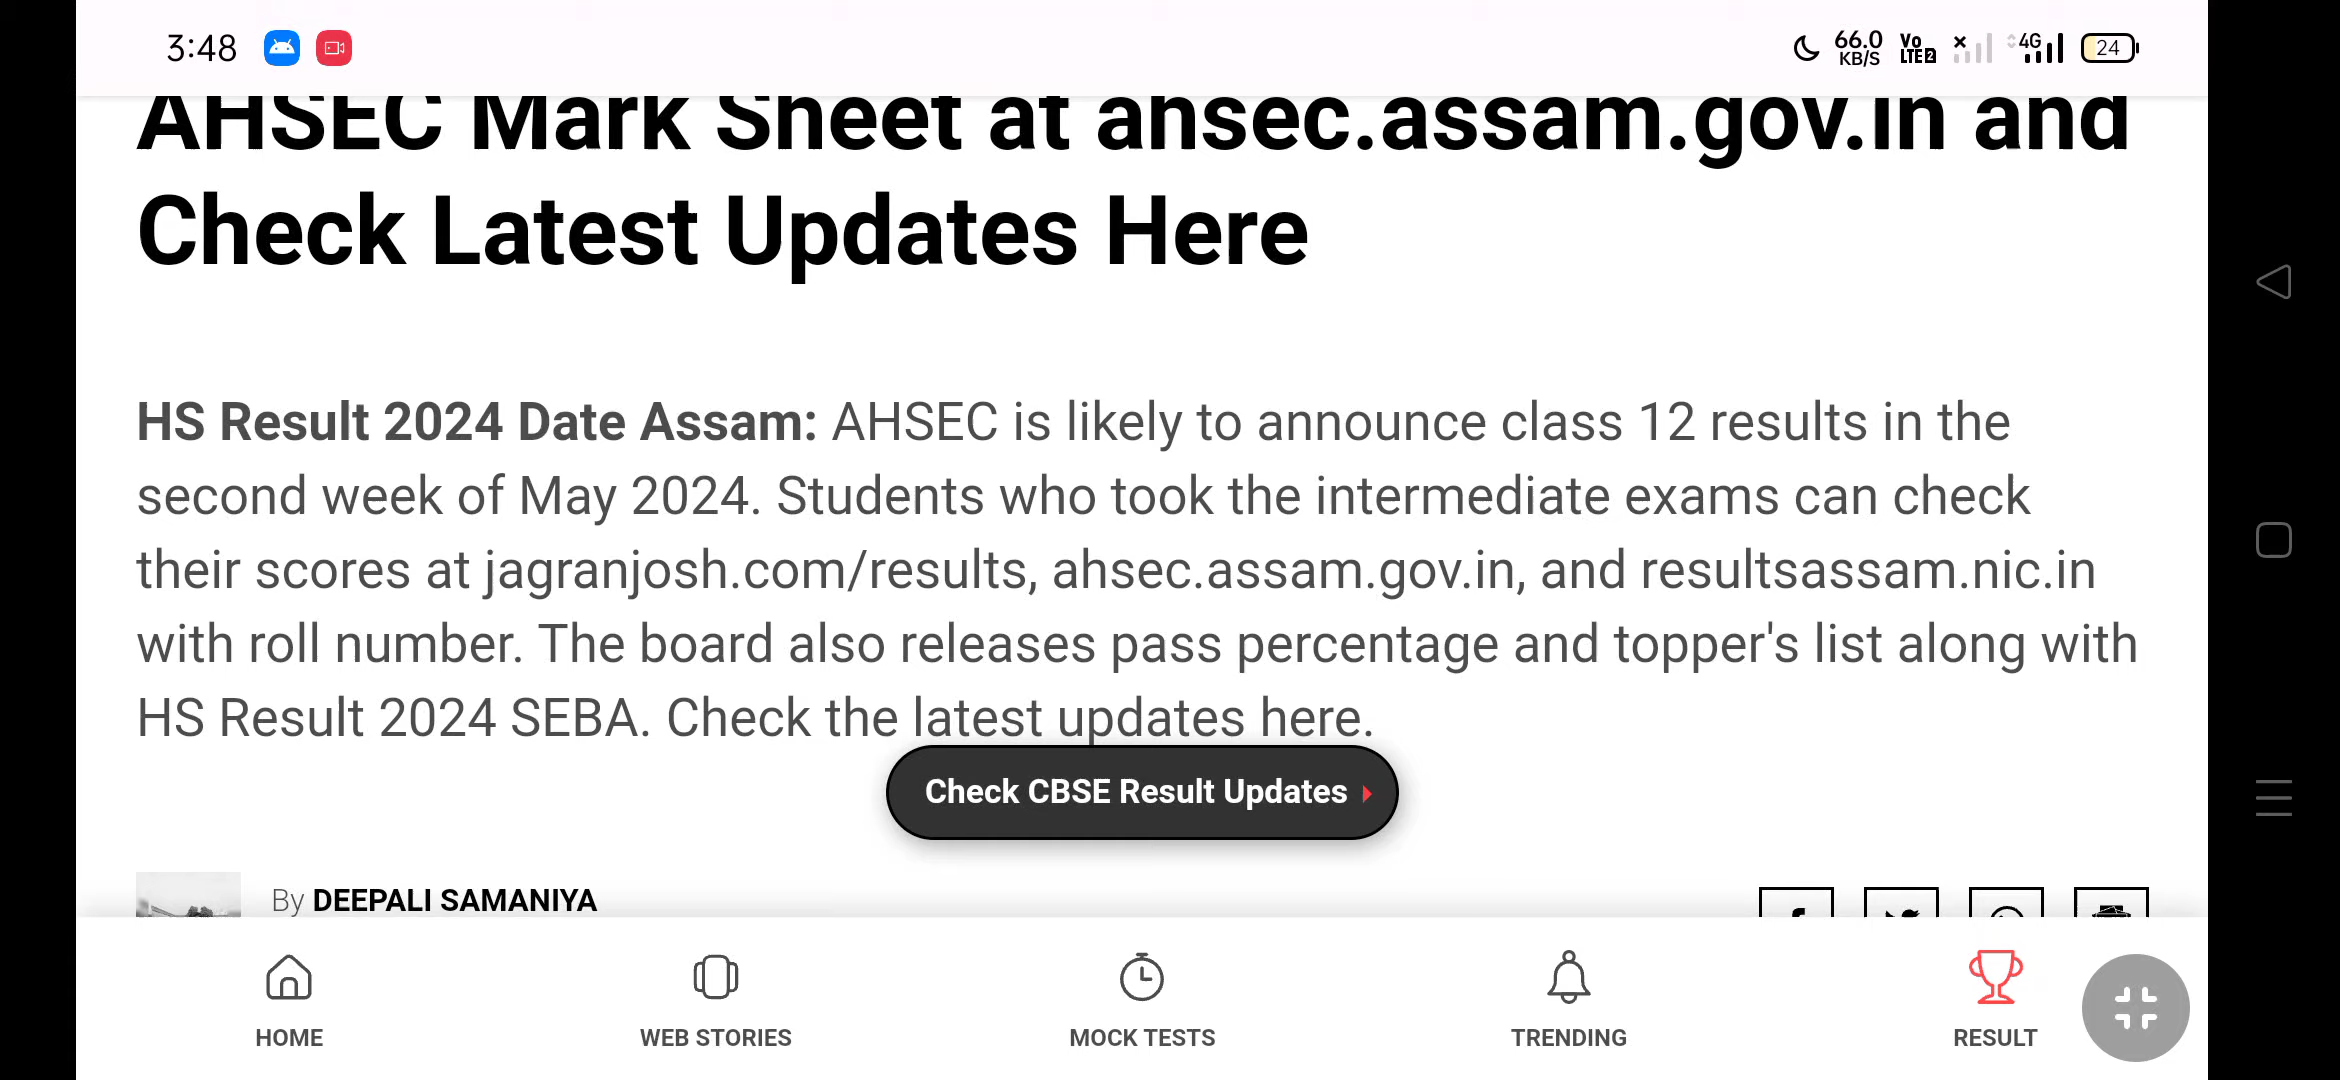 3:48
66.0
KB/S
Vo
LTE 2
4G
24
AHSEC Mark Sheet at ahsec.assam.gov.in and
Check Latest Updates Here
HS Result 2024 Date Assam: AHSEC is likely to announce class 12 results in the
second week of May 2024. Students who took the intermediate exams can check
their scores at jagranjosh.com/results, ahsec.assam.gov.in, and resultsassam.nic.in
with roll number. The board also releases pass percentage and topper's list along with
HS Result 2024 SEBA. Check the latest updates here.
Check CBSE Result Updates
By DEEPALI SAMANIYA
HOME
WEB STORIES
MOCK TESTS
TRENDING
RESULT